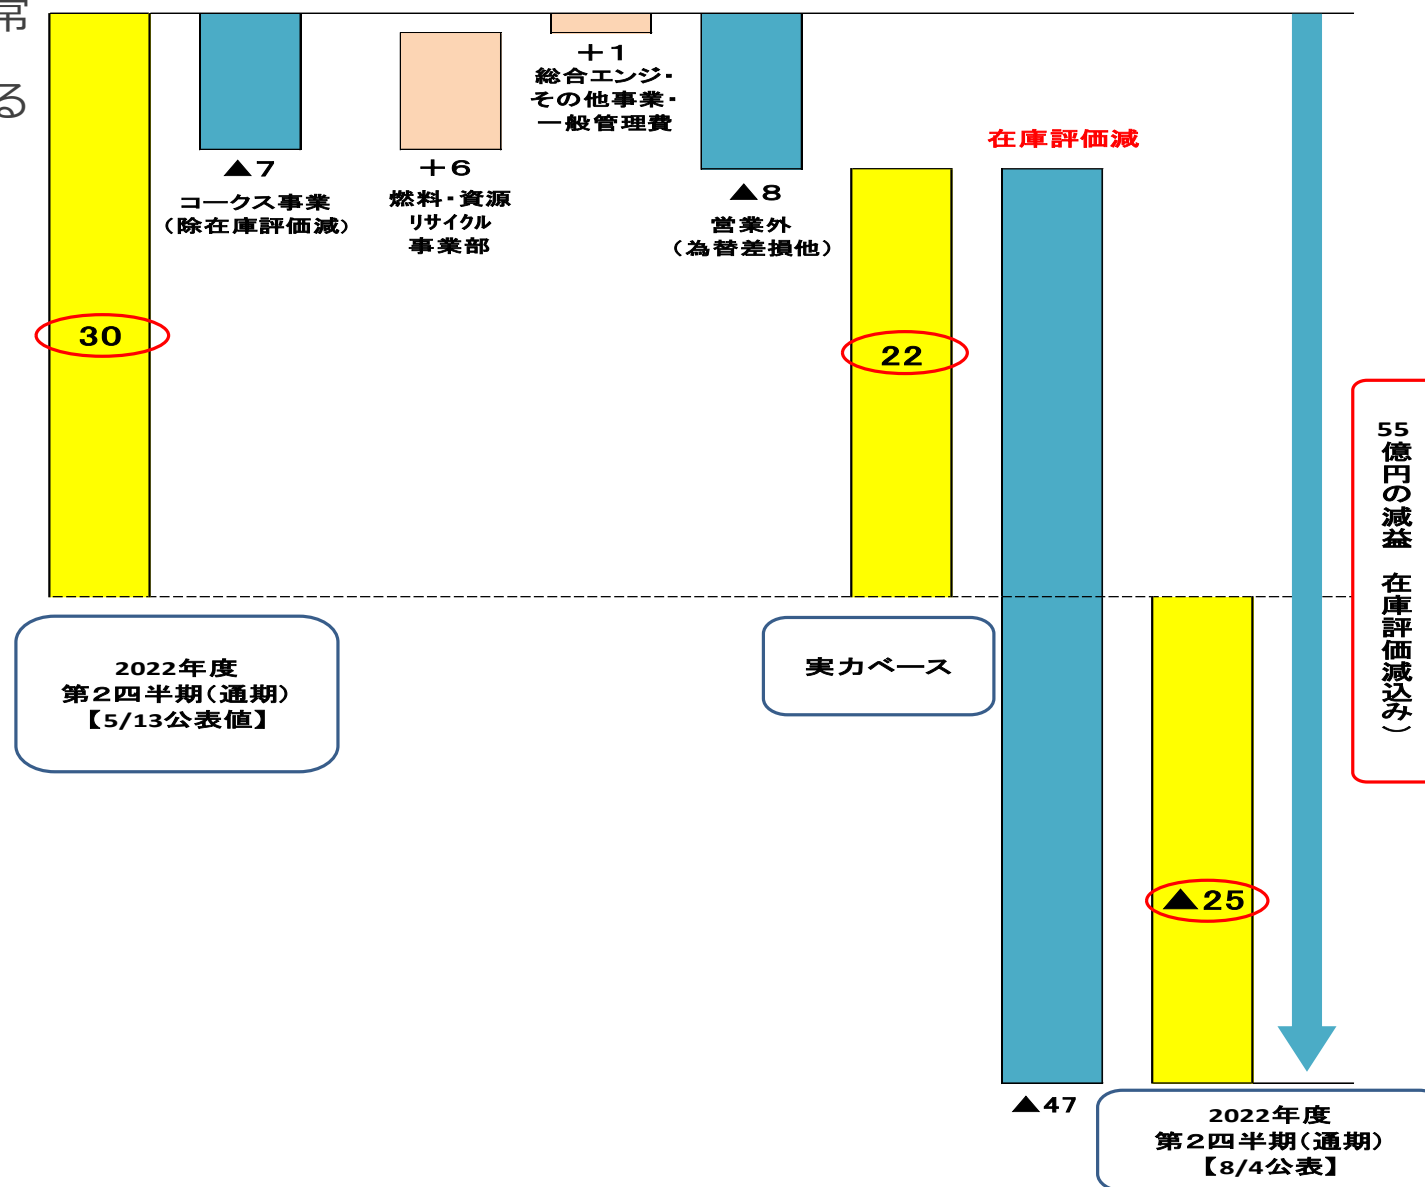 常
る
30
▲7
コークス事業
（除在庫評価減）
＋6
燃料・資源
リサイクル
事業部
＋1
総合エンジ・
その他事業・
一般管理費
▲8
営業外
（為替差損他）
22
在庫評価減
▲47
▲25
55億円の減益　在庫評価減込み）
2022年度
第2四半期（通期）
【5/13公表値】
実力ベース
2022年度
第2四半期（通期）
【8/4公表】